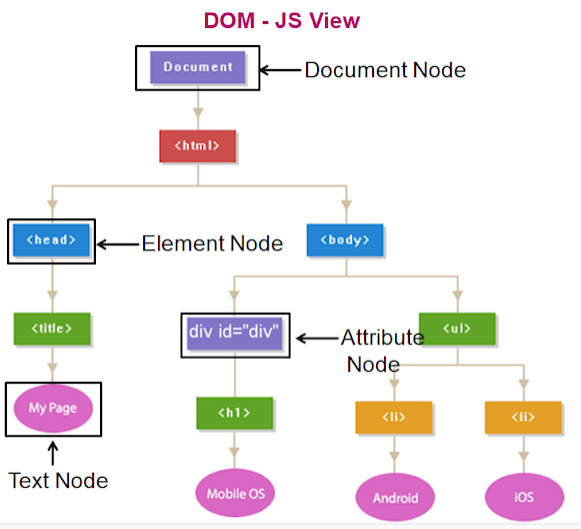 DOM - JS View
Document
Document Node
<html>
<head>
Element Node
<body>
<title>
div id="div"
Attribute
Node
<ul>
My Page
<h1>
<li>
<li>
Text Node
Mobile OS
Android
iOS